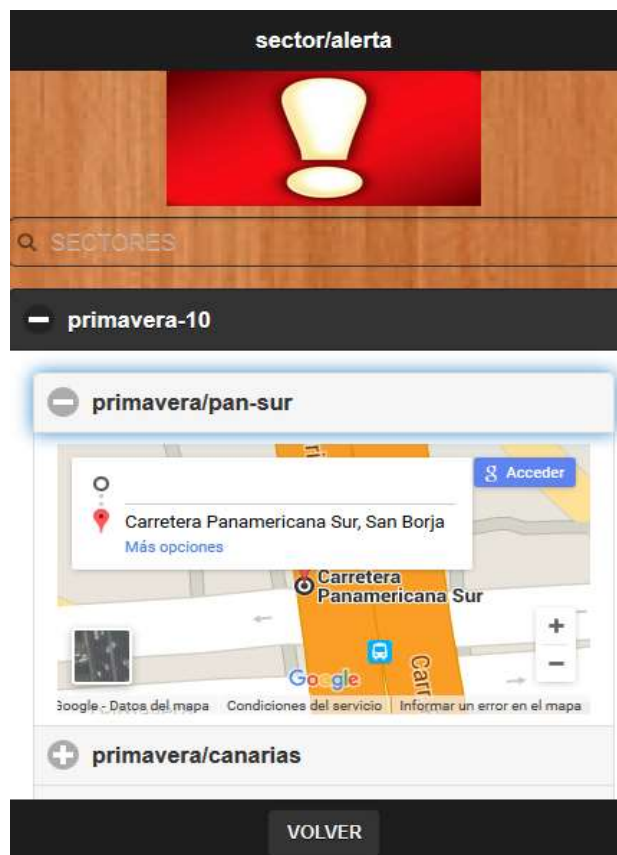 sector/alerta
SECTORES
primavera-10
primavera/pan-sur
Acceder
Carretera Panamericana Sur, San Borja
Más opciones
Carretera
Panamericana Sur
Carr
Google
Google - Datos del mapa Condiciones del servicio Informar un error en el mapa
primavera/canarias
VOLVER